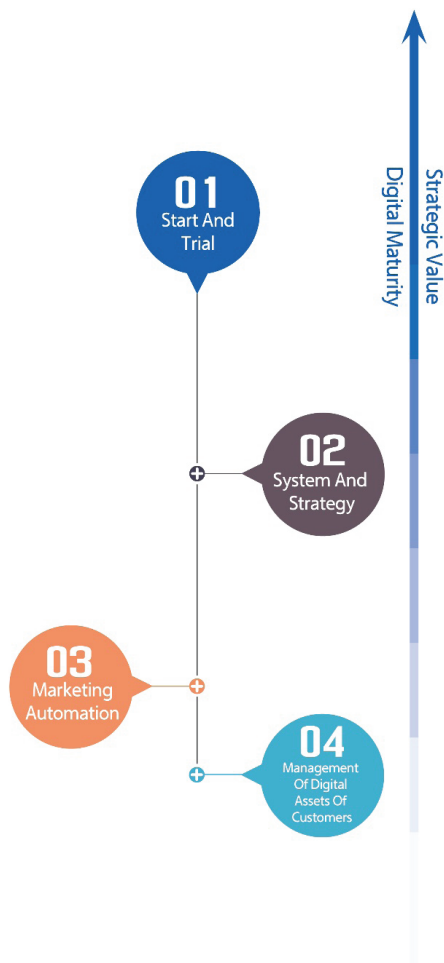 01
Start And
Trial
Strategic Value
Digital Maturity
02
System And
Strategy
03
Marketing
Automation
04
Management
Of Digital
Assets Of
Customers